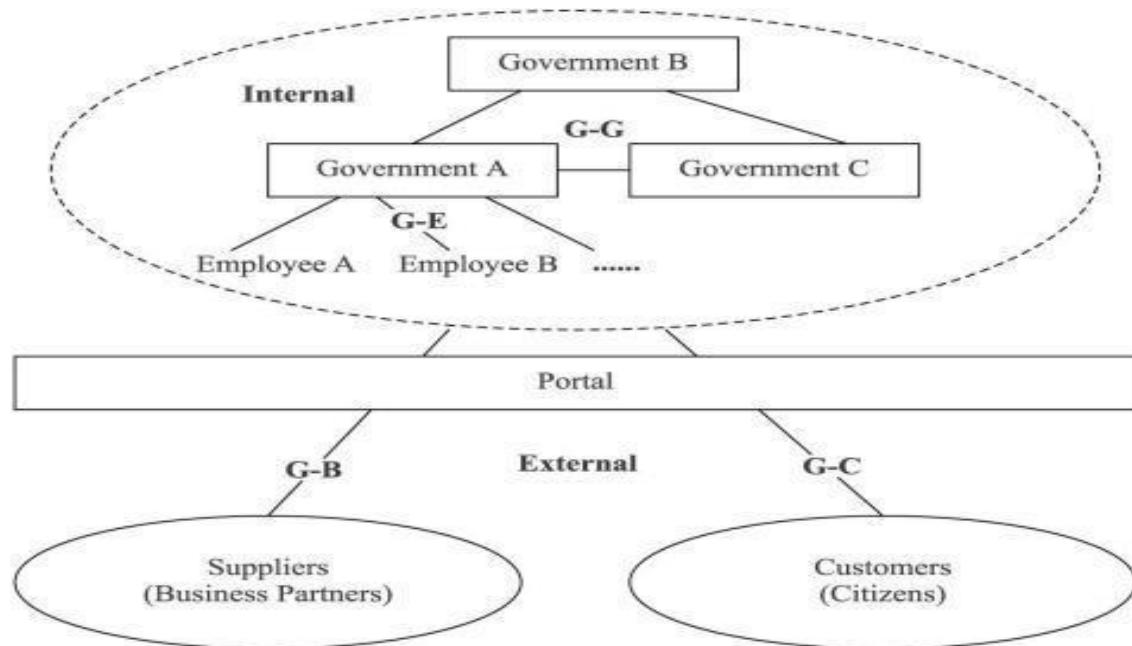 Government B
Internal
G-G
Government A
Government C
G-E
Employee A
Employee B
......
Portal
G-B
External
G-C
Suppliers
(Business Partners)
Customers
(Citizens)